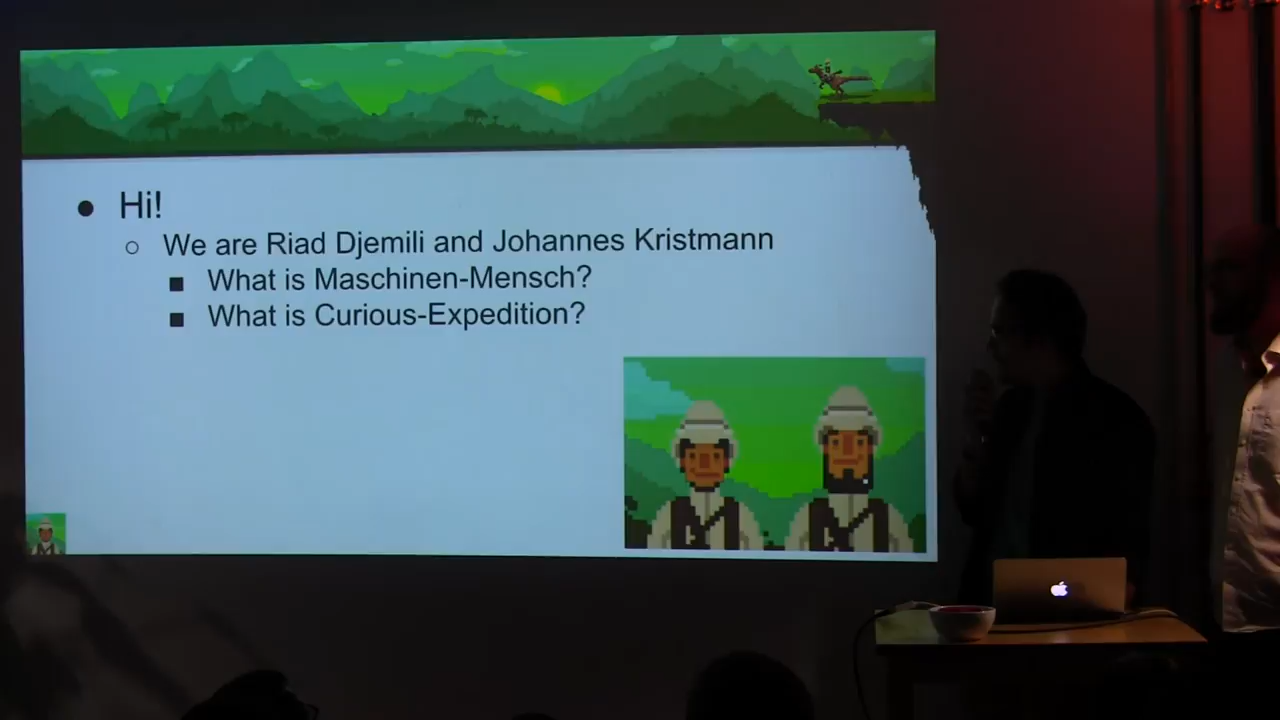 Hi!
We are Riad Djemili and Johannes Kristmann
What is Maschinen-Mensch?
What is Curious-Expedition?